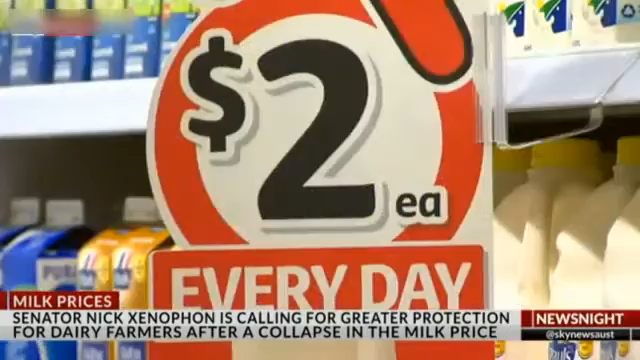 $2
ea
EVERY DAY
MILK PRICES
SENATOR NICK XENOPHON IS CALLING FOR GREATER PROTECTION
FOR DAIRY FARMERS AFTER A COLLAPSE IN THE MILK PRICE
NEWSNIGHT
@skynewsaust